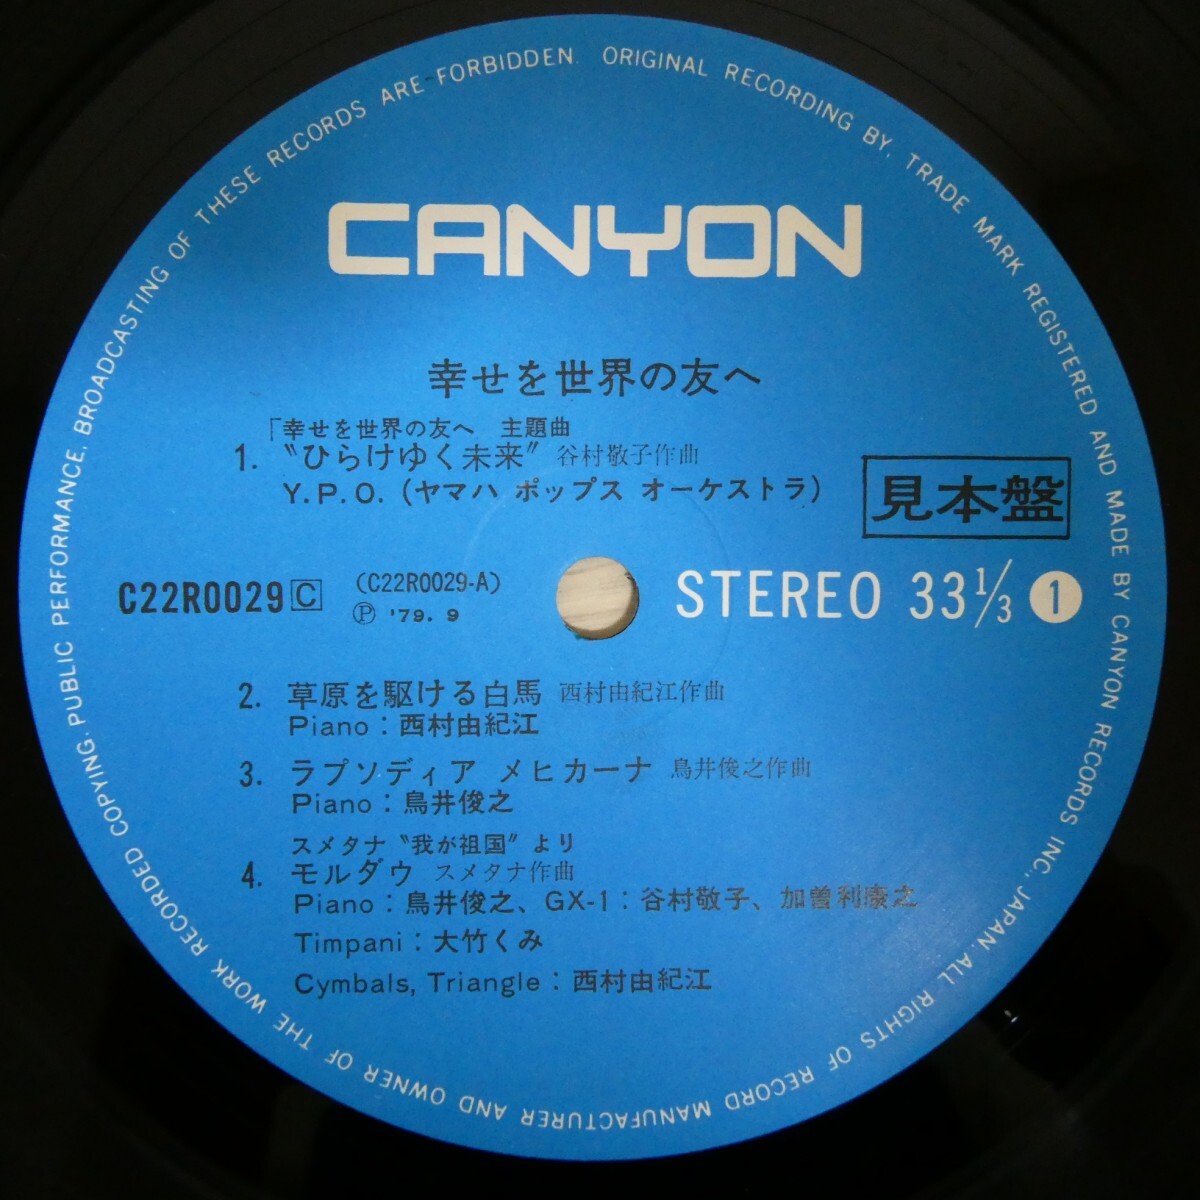 CANYON
幸せを世界の友へ
「幸せを世界の友へ 主題曲
1. “ひらけゆく未来” 谷村敬子作曲
Y.P.O.(ヤマハ ポップス オーケストラ)
見本盤
C22R0029 C (C22R0029-A)
Ⓟ '79. 9
STEREO 33⅓ 1
2. 草原を駆ける白馬 西村由紀江作曲
Piano:西村由紀江
3. ラプソディア メヒカーナ 鳥井俊之作曲
Piano:鳥井俊之
スメタナ “我が祖国” より
4. モルダウ スメタナ作曲
Piano:鳥井俊之、GX-1:谷村敬子、加曽利康之
Timpani:大竹くみ
Cymbals, Triangle:西村由紀江
ORIGINAL RECORDING BY, TRADE MARK REGISTERED AND MADE BY CANYON RECORDS INC., JAPAN. ALL RIGHTS OF RECORD MANUFACTURER AND OWNER OF THE WORK RECORDED COPYING. PUBLIC PERFORMANCE, BROADCASTING OF THESE RECORDS ARE FORBIDDEN.